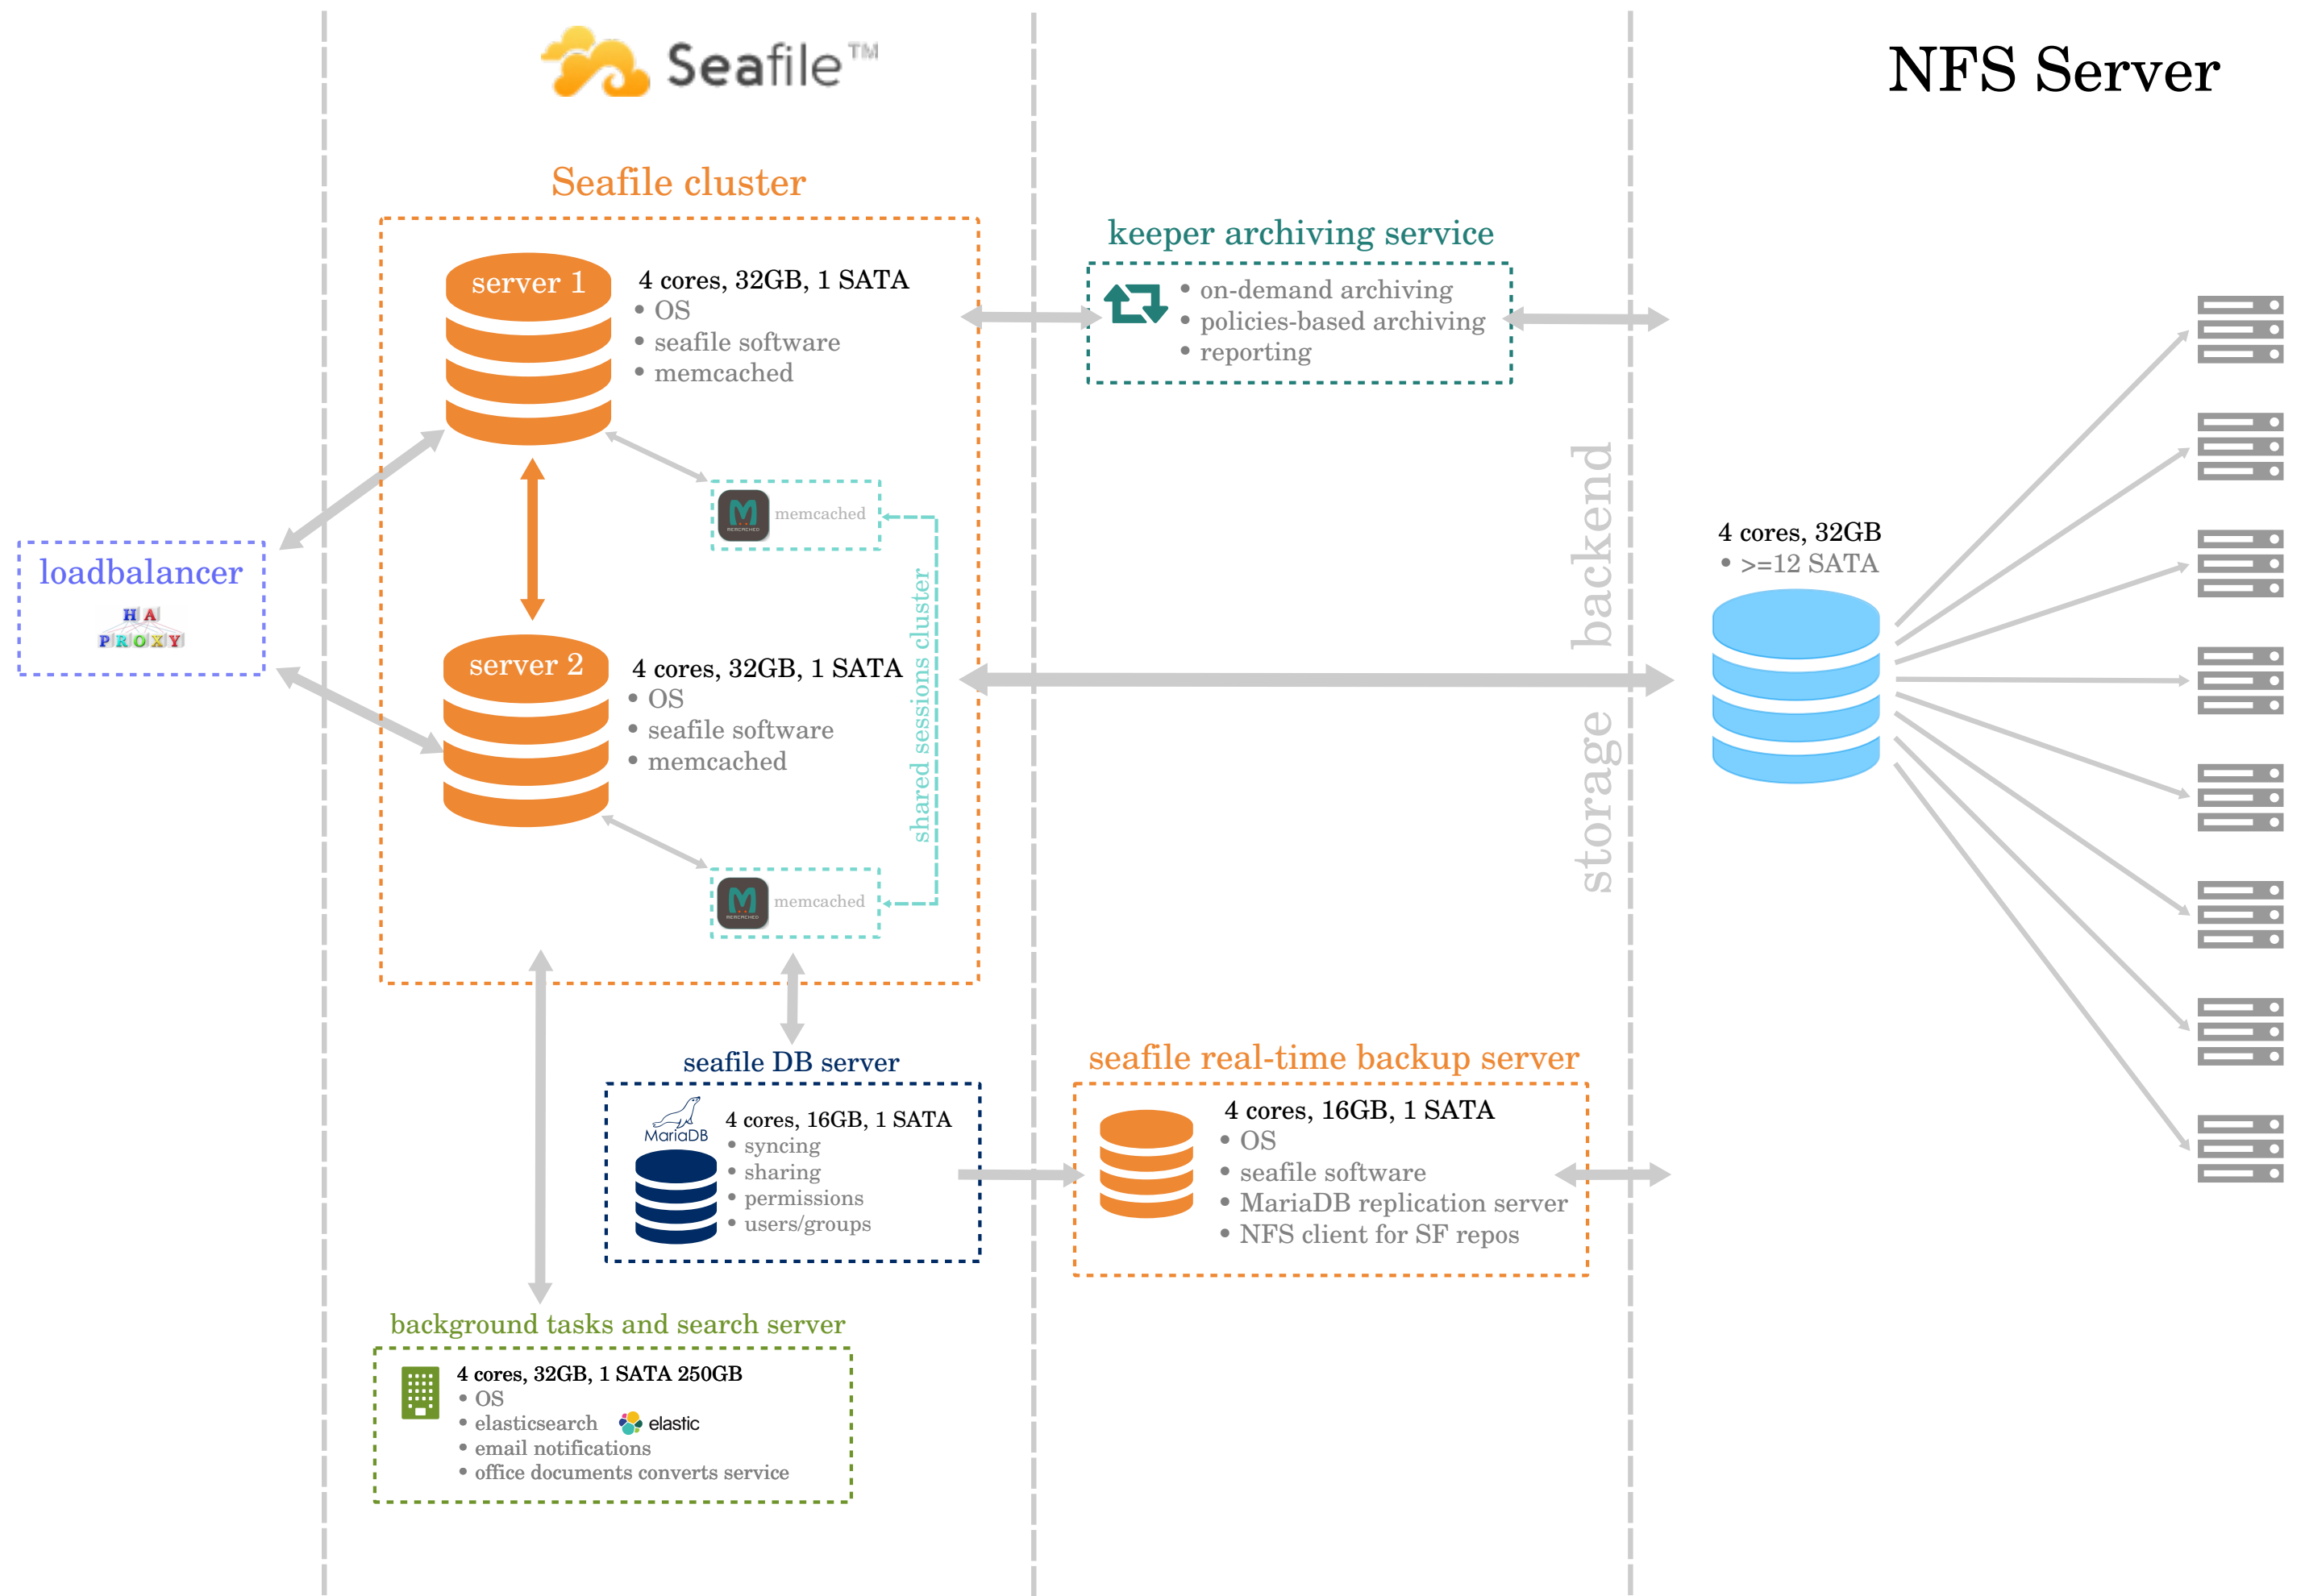 Seafile™
NFS Server
Seafile cluster
server 1
4 cores, 32GB, 1 SATA
• OS
• seafile software
• memcached
MEMCACHED
memcached
shared sessions cluster
server 2
4 cores, 32GB, 1 SATA
• OS
• seafile software
• memcached
MEMCACHED
memcached
loadbalancer
HA
PROXY
keeper archiving service
• on-demand archiving
• policies-based archiving
• reporting
storage backend
4 cores, 32GB
• >=12 SATA
seafile DB server
MariaDB
4 cores, 16GB, 1 SATA
• syncing
• sharing
• permissions
• users/groups
seafile real-time backup server
4 cores, 16GB, 1 SATA
• OS
• seafile software
• MariaDB replication server
• NFS client for SF repos
background tasks and search server
4 cores, 32GB, 1 SATA 250GB
• OS
• elasticsearch elastic
• email notifications
• office documents converts service